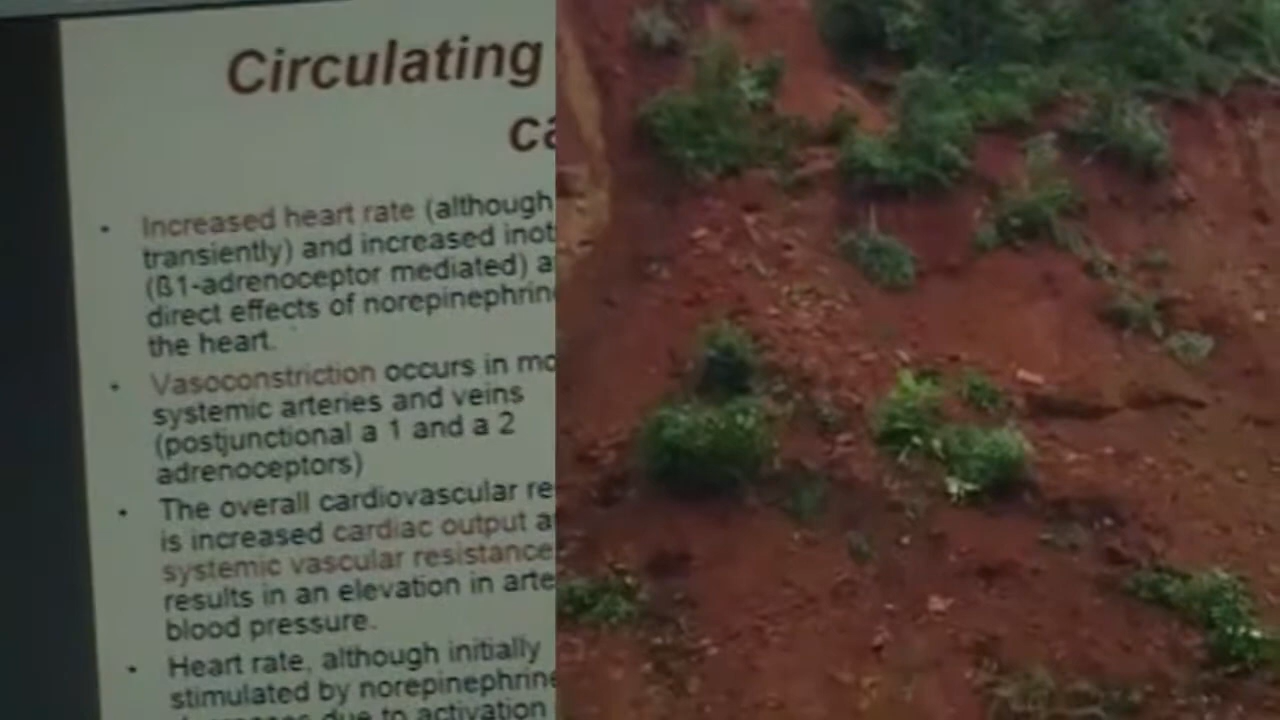 Circulating
ca
• Increased heart rate (although
transiently) and increased inot
(ß1-adrenoceptor mediated) a
direct effects of norepinephrin
the heart.
• Vasoconstriction occurs in mo
systemic arteries and veins
(postjunctional a 1 and a 2
adrenoceptors)
• The overall cardiovascular re
is increased cardiac output a
systemic vascular resistance
results in an elevation in arte
blood pressure.
• Heart rate, although initially
stimulated by norepinephrine
due to activation